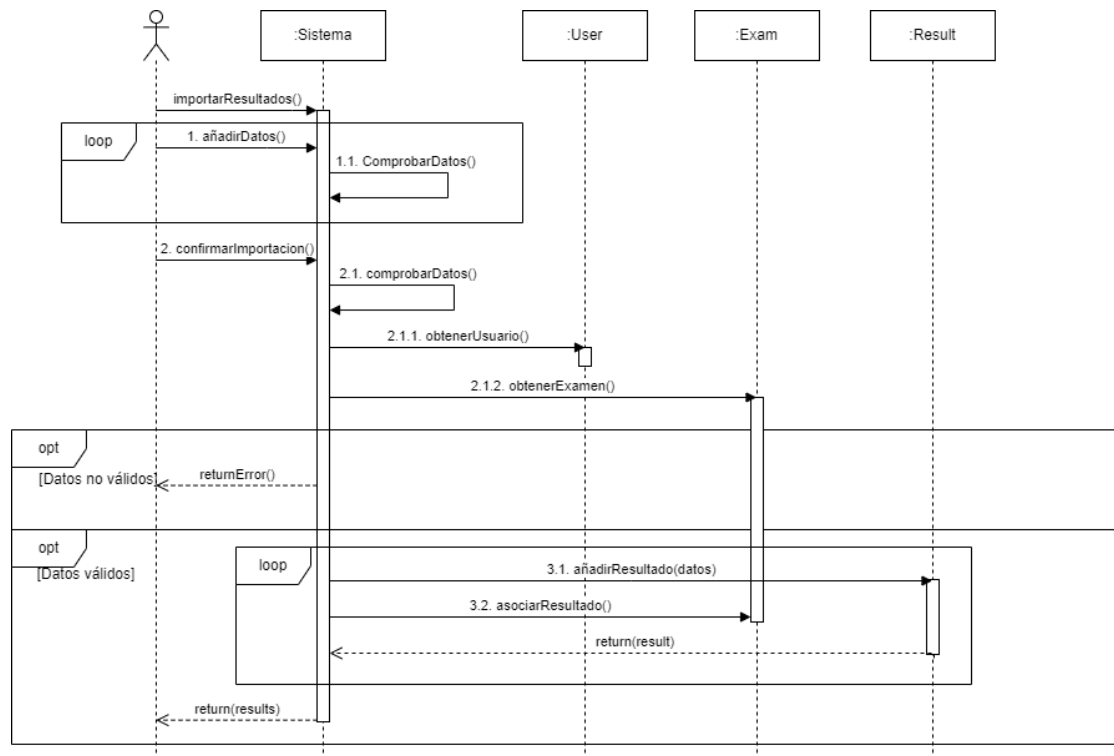 :Sistema
:User
:Exam
:Result
importarResultados()
loop
1. añadirDatos()
1.1. ComprobarDatos()
2. confirmarImportacion()
2.1. comprobarDatos()
2.1.1. obtenerUsuario()
2.1.2. obtenerExamen()
opt
[Datos no válidos]
returnError()
opt
[Datos válidos]
loop
3.1. añadirResultado(datos)
3.2. asociarResultado()
return(result)
return(results)